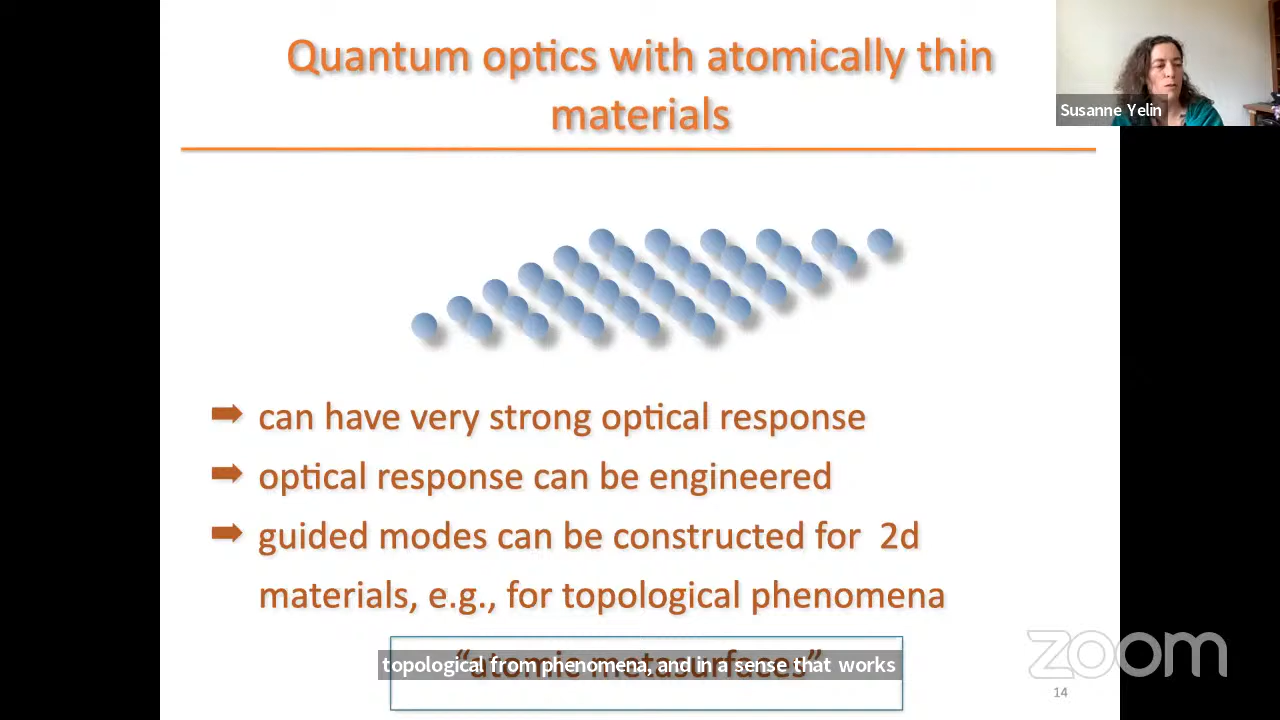 Quantum optics with atomically thin
materials
Susanne Yelin
➡ can have very strong optical response
➡ optical response can be engineered
➡ guided modes can be constructed for 2d
materials, e.g., for topological phenomena
“atomic metasurfaces”
topological from phenomena, and in a sense that works
zoom
14